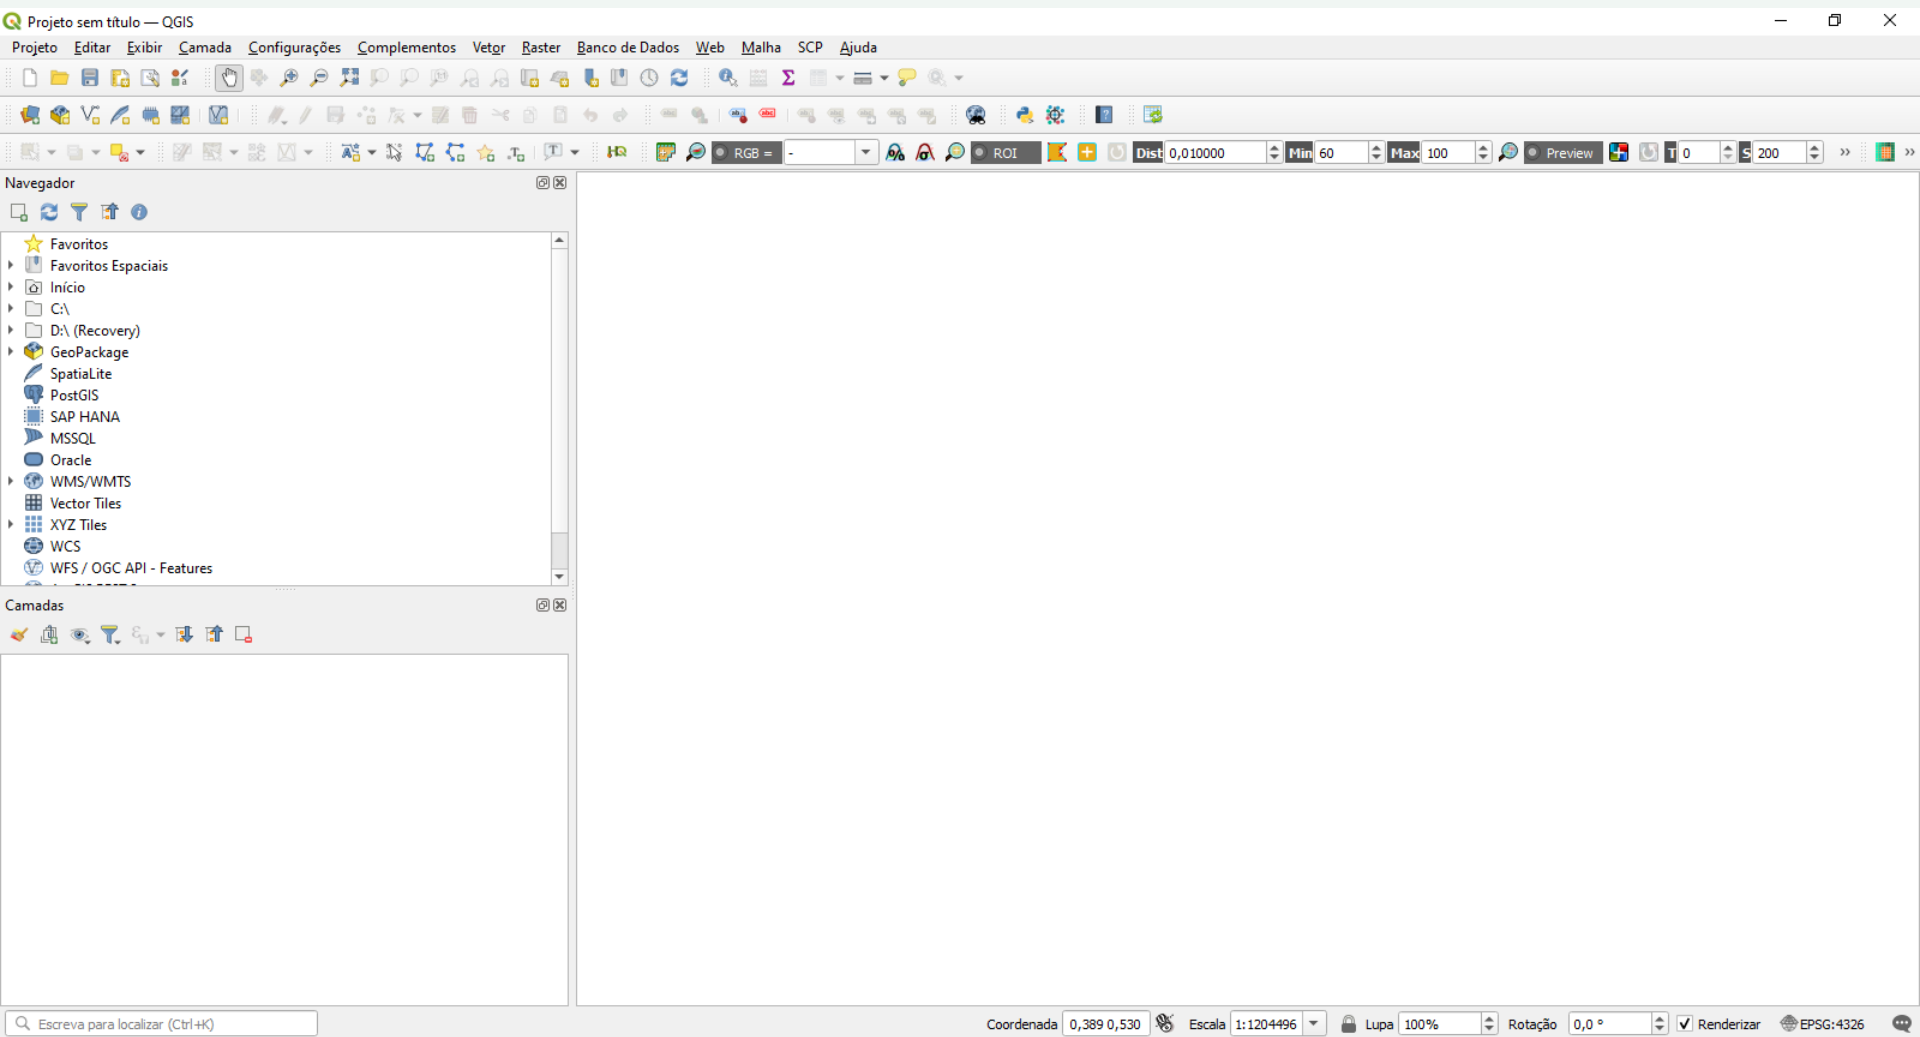 Projeto sem título — QGIS
Projeto Editar Exibir Camada Configurações Complementos Vetor Raster Banco de Dados Web Malha SCP Ajuda
RGB = - ROI Dist 0,010000 Min 60 Max 100 Preview T 0 S 200
Navegador
Favoritos
Favoritos Espaciais
Início
C:\
D:\ (Recovery)
GeoPackage
SpatiaLite
PostGIS
SAP HANA
MSSQL
Oracle
WMS/WMTS
Vector Tiles
XYZ Tiles
WCS
WFS / OGC API - Features
Camadas
Escreva para localizar (Ctrl+K) Coordenada 0,389 0,530 Escala 1:1204496 Lupa 100% Rotação 0,0 ° Renderizar EPSG:4326